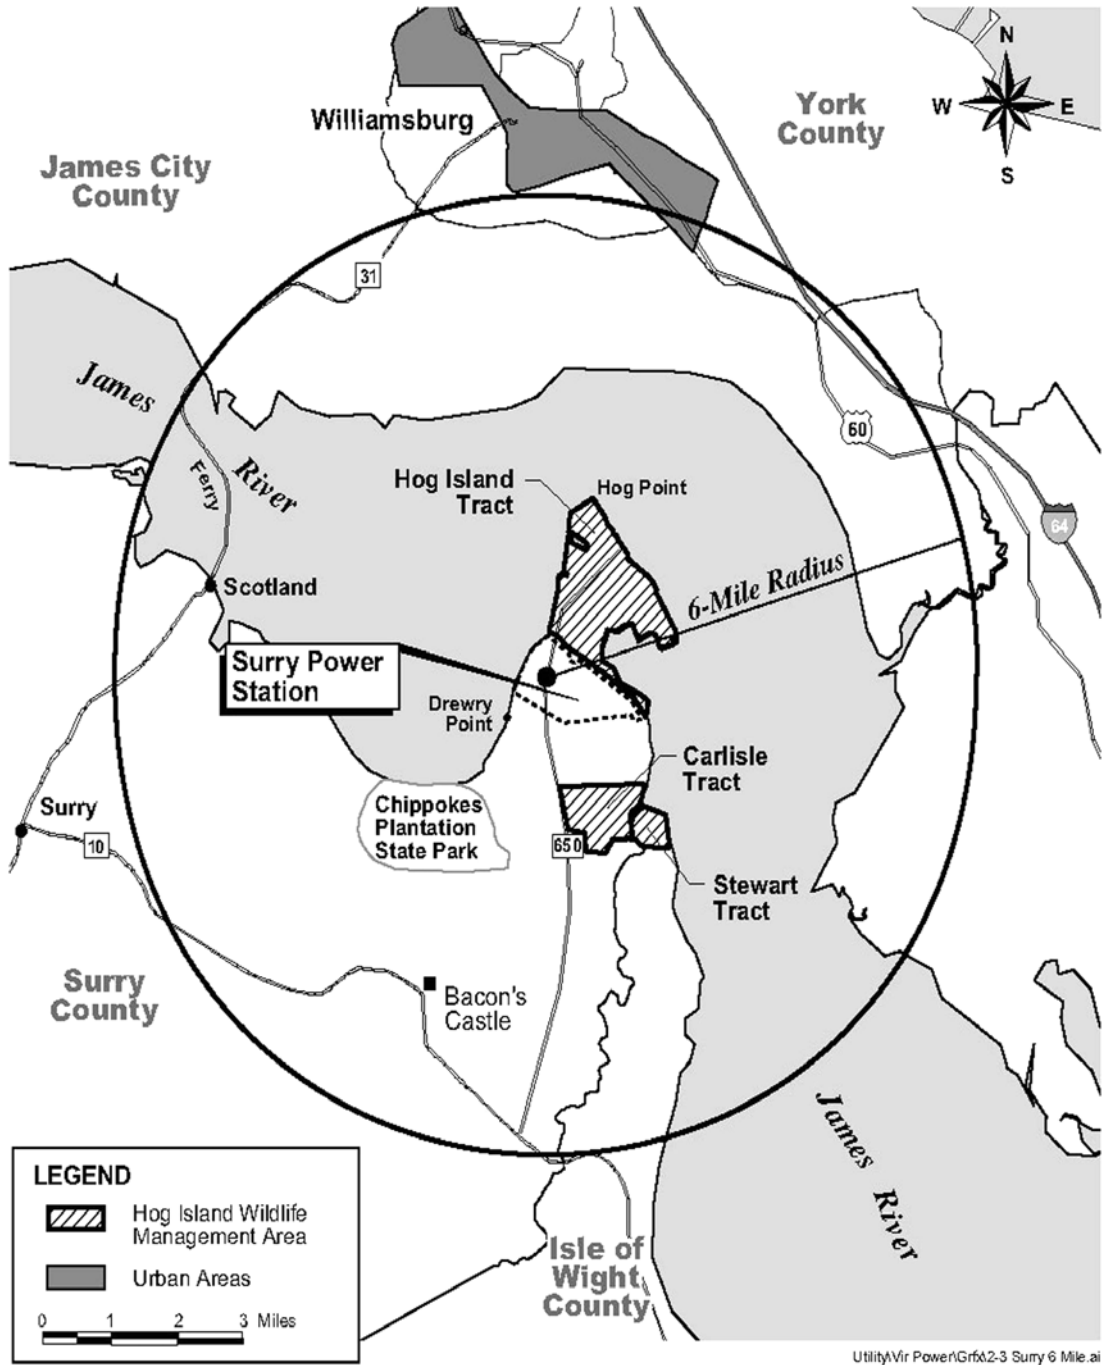 N
W E
S
Williamsburg
York
County
James City
County
31
James
River
Ferry
60
64
Hog Island
Tract
Hog Point
6-Mile Radius
Scotland
Surry Power
Station
Drewry
Point
Carlisle
Tract
Chippokes
Plantation
State Park
Surry
10
650
Stewart
Tract
Surry
County
Bacon's
Castle
James
River
LEGEND
Hog Island Wildlife
Management Area
Urban Areas
0 1 2 3 Miles
Isle of
Wight
County
Utility\Vir Power\Grfx\2-3 Surry 6 Mile.ai